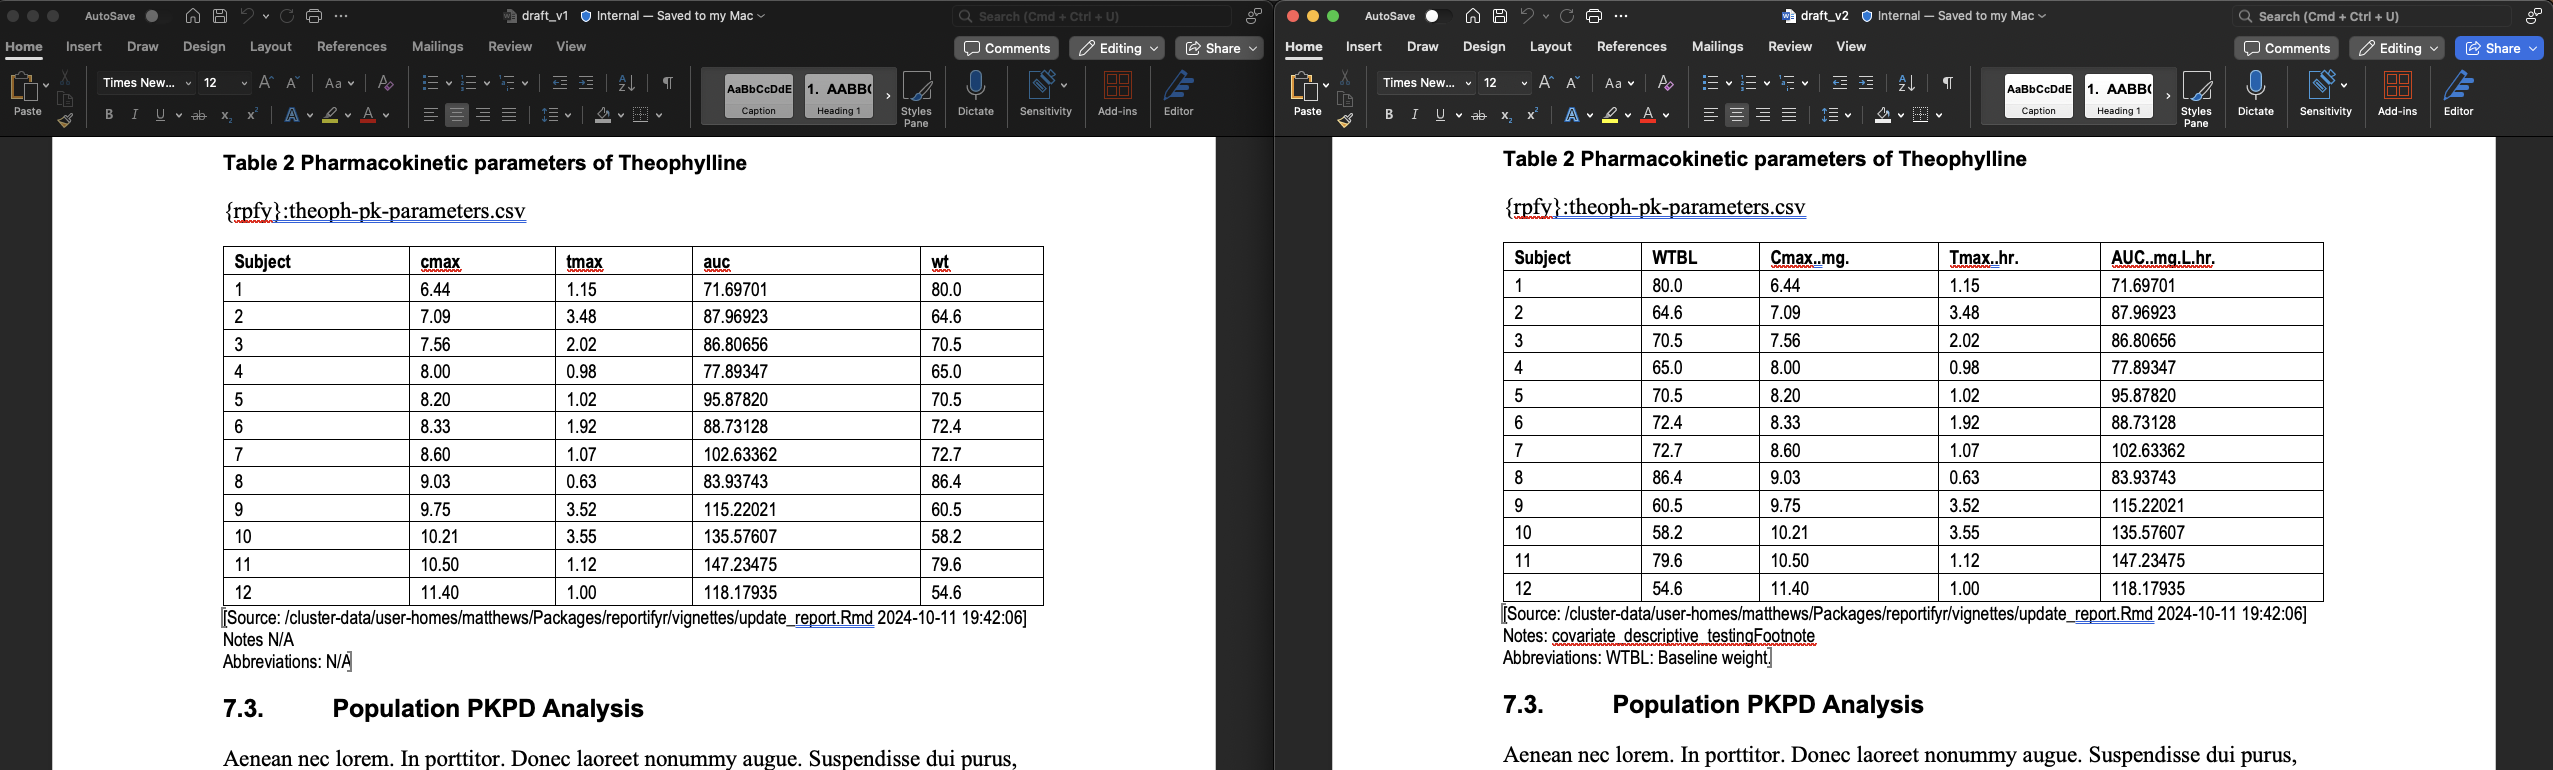 AutoSave draft_v1 Internal — Saved to my Mac Search (Cmd + Ctrl + U)
Home Insert Draw Design Layout References Mailings Review View Comments Editing Share
Paste Times New... 12 Aa AaBbCcDdE 1. AABB( Styles Pane Dictate Sensitivity Add-ins Editor
B I U ab x₂ x² A A Caption Heading 1
Table 2 Pharmacokinetic parameters of Theophylline
{rpfy}:theoph-pk-parameters.csv
Subject cmax tmax auc wt
1 6.44 1.15 71.69701 80.0
2 7.09 3.48 87.96923 64.6
3 7.56 2.02 86.80656 70.5
4 8.00 0.98 77.89347 65.0
5 8.20 1.02 95.87820 70.5
6 8.33 1.92 88.73128 72.4
7 8.60 1.07 102.63362 72.7
8 9.03 0.63 83.93743 86.4
9 9.75 3.52 115.22021 60.5
10 10.21 3.55 135.57607 58.2
11 10.50 1.12 147.23475 79.6
12 11.40 1.00 118.17935 54.6
[Source: /cluster-data/user-homes/matthews/Packages/reportifyr/vignettes/update_report.Rmd 2024-10-11 19:42:06]
Notes N/A
Abbreviations: N/A
7.3. Population PKPD Analysis
Aenean nec lorem. In porttitor. Donec laoreet nonummy augue. Suspendisse dui purus,
AutoSave draft_v2 Internal — Saved to my Mac Search (Cmd + Ctrl + U)
Home Insert Draw Design Layout References Mailings Review View Comments Editing Share
Paste Times New... 12 Aa AaBbCcDdE 1. AABB( Styles Pane Dictate Sensitivity Add-ins Editor
B I U ab x₂ x² A A Caption Heading 1
Table 2 Pharmacokinetic parameters of Theophylline
{rpfy}:theoph-pk-parameters.csv
Subject WTBL Cmax..mg. Tmax..hr. AUC..mg.L.hr.
1 80.0 6.44 1.15 71.69701
2 64.6 7.09 3.48 87.96923
3 70.5 7.56 2.02 86.80656
4 65.0 8.00 0.98 77.89347
5 70.5 8.20 1.02 95.87820
6 72.4 8.33 1.92 88.73128
7 72.7 8.60 1.07 102.63362
8 86.4 9.03 0.63 83.93743
9 60.5 9.75 3.52 115.22021
10 58.2 10.21 3.55 135.57607
11 79.6 10.50 1.12 147.23475
12 54.6 11.40 1.00 118.17935
[Source: /cluster-data/user-homes/matthews/Packages/reportifyr/vignettes/update_report.Rmd 2024-10-11 19:42:06]
Notes: covariate_descriptive_testingFootnote
Abbreviations: WTBL: Baseline weight.
7.3. Population PKPD Analysis
Aenean nec lorem. In porttitor. Donec laoreet nonummy augue. Suspendisse dui purus,